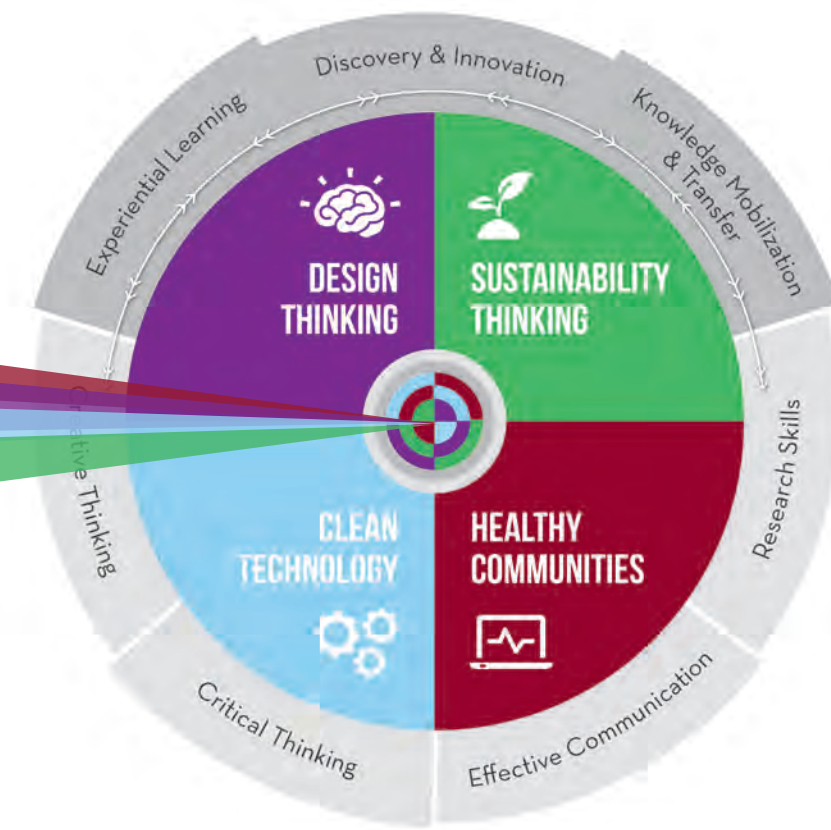 Discovery & Innovation
Experiential Learning
Knowledge Mobilization
& Transfer
DESIGN
THINKING
SUSTAINABILITY
THINKING
Creative Thinking
Research Skills
CLEAN
TECHNOLOGY
HEALTHY
COMMUNITIES
Critical Thinking
Effective Communication